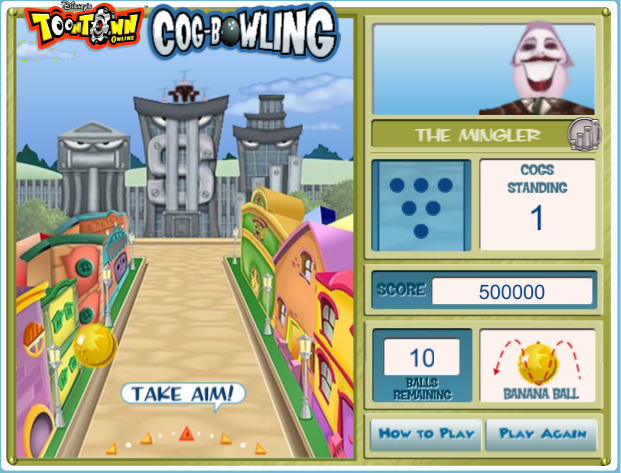 Disney's
TOONTOWN
ONLINE
COG-BOWLING
THE MINGLER
COGS
STANDING
1
SCORE 500000
10
BALLS
REMAINING
BANANA BALL
TAKE AIM!
HOW TO PLAY
PLAY AGAIN